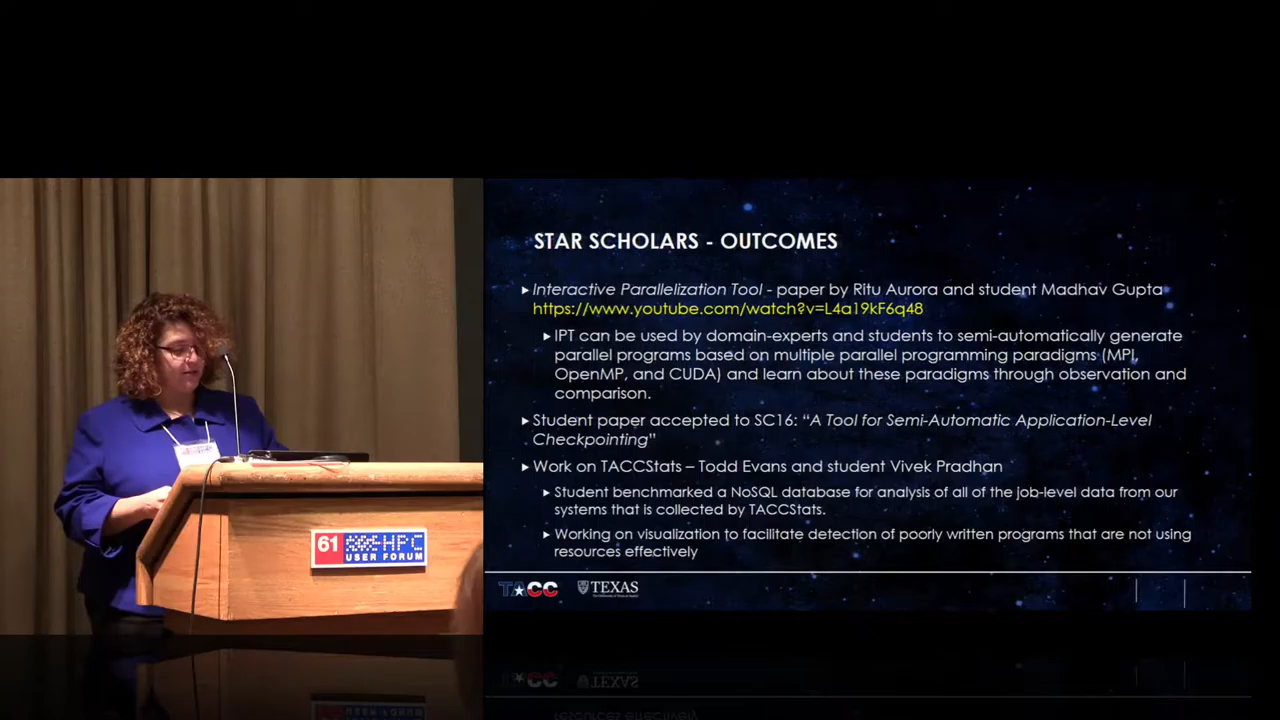 STAR SCHOLARS - OUTCOMES
Interactive Parallelization Tool - paper by Ritu Aurora and student Madhav Gupta
https://www.youtube.com/watch?v=L4a19kF6q48
IPT can be used by domain-experts and students to semi-automatically generate
parallel programs based on multiple parallel programming paradigms (MPI,
OpenMP, and CUDA) and learn about these paradigms through observation and
comparison.
Student paper accepted to SC16: “A Tool for Semi-Automatic Application-Level
Checkpointing”
Work on TACCStats – Todd Evans and student Vivek Pradhan
Student benchmarked a NoSQL database for analysis of all of the job-level data from our
systems that is collected by TACCStats.
Working on visualization to facilitate detection of poorly written programs that are not using
resources effectively
TACC
TEXAS
61
HPC
USER FORUM